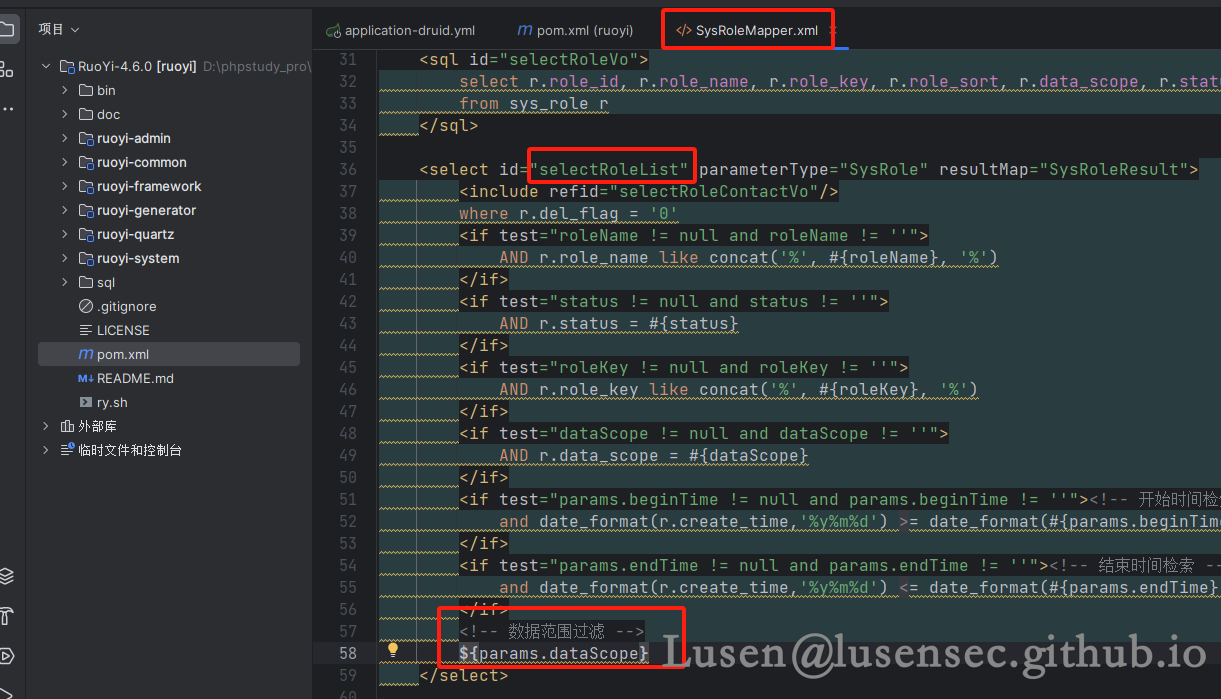 项目
RuoYi-4.6.0 [ruoyi] D:\phpstudy_pro\
bin
doc
ruoyi-admin
ruoyi-common
ruoyi-framework
ruoyi-generator
ruoyi-quartz
ruoyi-system
sql
.gitignore
LICENSE
pom.xml
README.md
ry.sh
外部库
临时文件和控制台
application-druid.yml pom.xml (ruoyi) SysRoleMapper.xml
31 <sql id="selectRoleVo">
32 select r.role_id, r.role_name, r.role_key, r.role_sort, r.data_scope, r.statu
33 from sys_role r
34 </sql>
35
36 <select id="selectRoleList" parameterType="SysRole" resultMap="SysRoleResult">
37 <include refid="selectRoleContactVo"/>
38 where r.del_flag = '0'
39 <if test="roleName != null and roleName != ''">
40 AND r.role_name like concat('%', #{roleName}, '%')
41 </if>
42 <if test="status != null and status != ''">
43 AND r.status = #{status}
44 </if>
45 <if test="roleKey != null and roleKey != ''">
46 AND r.role_key like concat('%', #{roleKey}, '%')
47 </if>
48 <if test="dataScope != null and dataScope != ''">
49 AND r.data_scope = #{dataScope}
50 </if>
51 <if test="params.beginTime != null and params.beginTime != ''"><!-- 开始时间检
52 and date_format(r.create_time,'%y%m%d') >= date_format(#{params.beginTim
53 </if>
54 <if test="params.endTime != null and params.endTime != ''"><!-- 结束时间检索 --
55 and date_format(r.create_time,'%y%m%d') <= date_format(#{params.endTime}
56 </if>
57 <!-- 数据范围过滤 -->
58 ${params.dataScope}
59 </select>
60
Lusen@lusensec.github.io